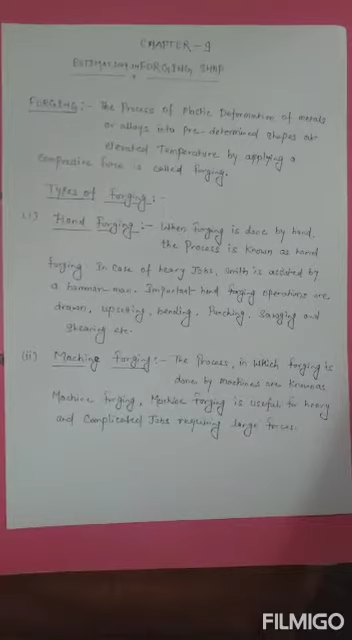 CHAPTER - 9
ESTIMATION IN FORGING SHOP
FORGING:- The Process of Plastic Deformation of metals
or alloys into Pre-determined shapes at
elevated Temperature by applying a
compressive force is called forging.
Types of Forging:-
(i) Hand Forging:- When forging is done by hand,
the Process is known as hand
forging. In case of heavy Jobs, Smith is assisted by
a hammer man. Important hand forging operations are
drawn, upsetting, bending, Punching, Swaging and
Shearing etc.
(ii) Machine Forging:- The Process, in which forging is
done by machines are known as
Machine forging, Machine forging is useful for heavy
and Complicated Jobs requiring large forces.
FILMIGO